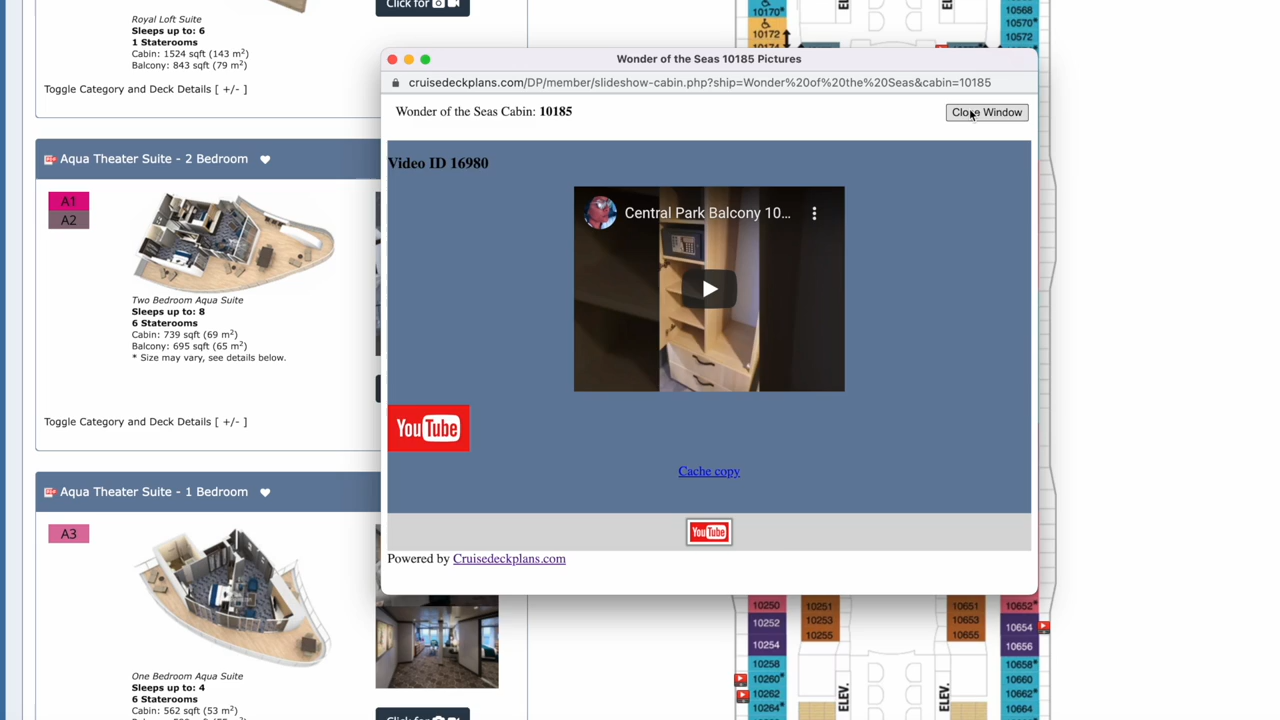 Royal Loft Suite
Sleeps up to: 6
1 Staterooms
Cabin: 1524 sqft (143 m²)
Balcony: 843 sqft (79 m²)
Toggle Category and Deck Details [ +/- ]
Click for
Aqua Theater Suite - 2 Bedroom
A1
A2
Two Bedroom Aqua Suite
Sleeps up to: 8
6 Staterooms
Cabin: 739 sqft (69 m²)
Balcony: 695 sqft (65 m²)
* Size may vary, see details below.
Toggle Category and Deck Details [ +/- ]
Aqua Theater Suite - 1 Bedroom
A3
One Bedroom Aqua Suite
Sleeps up to: 4
6 Staterooms
Cabin: 562 sqft (53 m²)
Wonder of the Seas 10185 Pictures
cruisedeckplans.com/DP/member/slideshow-cabin.php?ship=Wonder%20of%20the%20Seas&cabin=10185
Wonder of the Seas Cabin: 10185
Close Window
Video ID 16980
Central Park Balcony 10...
YouTube
Cache copy
YouTube
Powered by Cruisedeckplans.com
10170*
10172
10174
ELEV.
ELEV.
10568
10570*
10572
10250
10252
10254
10258
10260*
10262
10264*
10251
10253
10255
ELEV.
ELEV.
10651
10653
10655
10652*
10654
10656
10658*
10660
10662*
10664